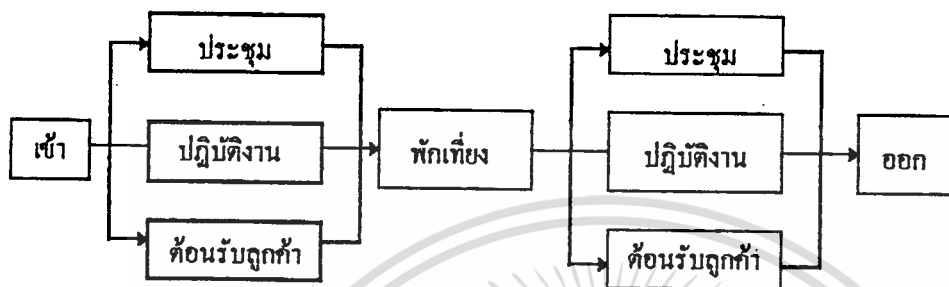 เข้า
ประชุม
ปฏิบัติงาน
ต้อนรับลูกค้า
พักเที่ยง
ประชุม
ปฏิบัติงาน
ต้อนรับลูกค้า
ออก